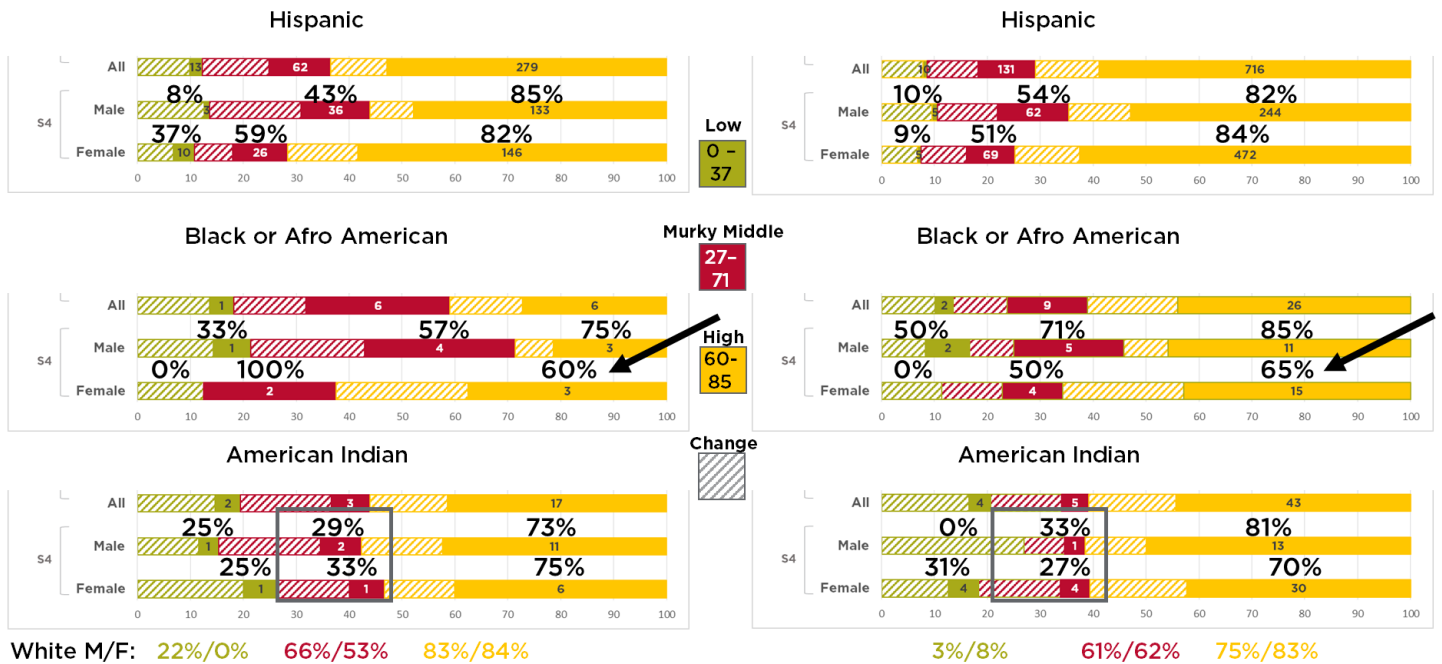 Hispanic
All 13 62 279
8% 43% 85%
S4 Male 3 36 133
37% 59% 82%
Female 10 26 146
0 10 20 30 40 50 60 70 80 90 100
Hispanic
All 10 131 716
10% 54% 82%
S4 Male 5 62 244
9% 51% 84%
Female 5 69 472
0 10 20 30 40 50 60 70 80 90 100
Low
0 –
37
Black or Afro American
All 1 6 6
33% 57% 75%
S4 Male 1 4 3
0% 100% 60%
Female 2 3
0 10 20 30 40 50 60 70 80 90 100
Murky Middle
27–
71
High
60-
85
Black or Afro American
All 2 9 26
50% 71% 85%
S4 Male 2 5 11
0% 50% 65%
Female 4 15
0 10 20 30 40 50 60 70 80 90 100
Change
American Indian
All 2 3 17
25% 29% 73%
S4 Male 1 2 11
25% 33% 75%
Female 1 1 6
0 10 20 30 40 50 60 70 80 90 100
American Indian
All 4 5 43
0% 33% 81%
S4 Male 1 13
31% 27% 70%
Female 4 4 30
0 10 20 30 40 50 60 70 80 90 100
White M/F: 22%/0% 66%/53% 83%/84% 3%/8% 61%/62% 75%/83%